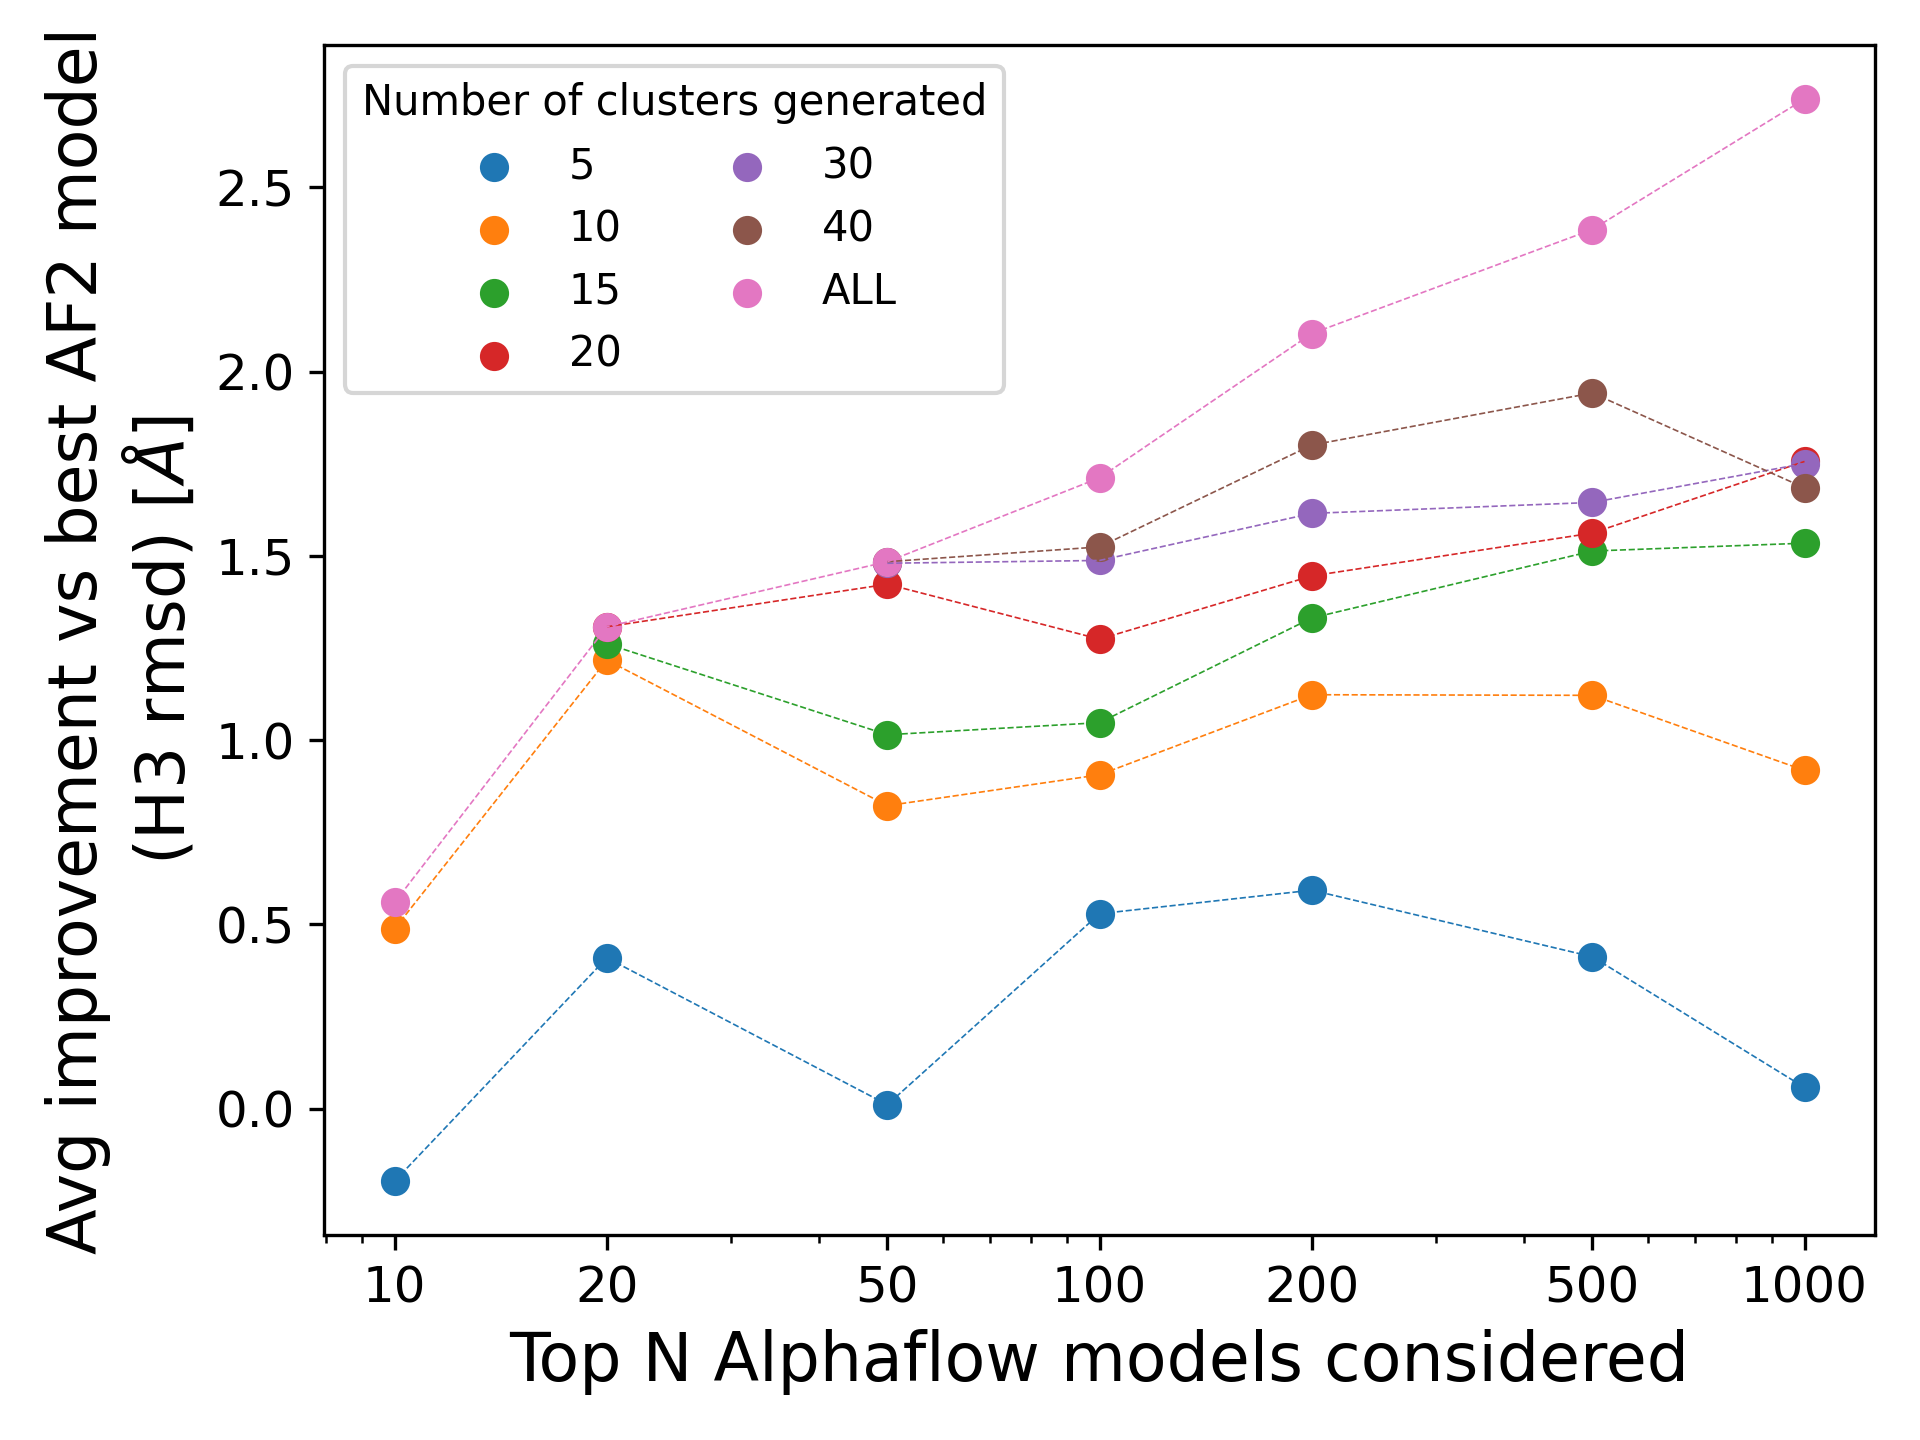 Avg improvement vs best AF2 model
(H3 rmsd) [Å]
Number of clusters generated
5
10
15
20
30
40
ALL
2.5
2.0
1.5
1.0
0.5
0.0
10 20 50 100 200 500 1000
Top N Alphaflow models considered